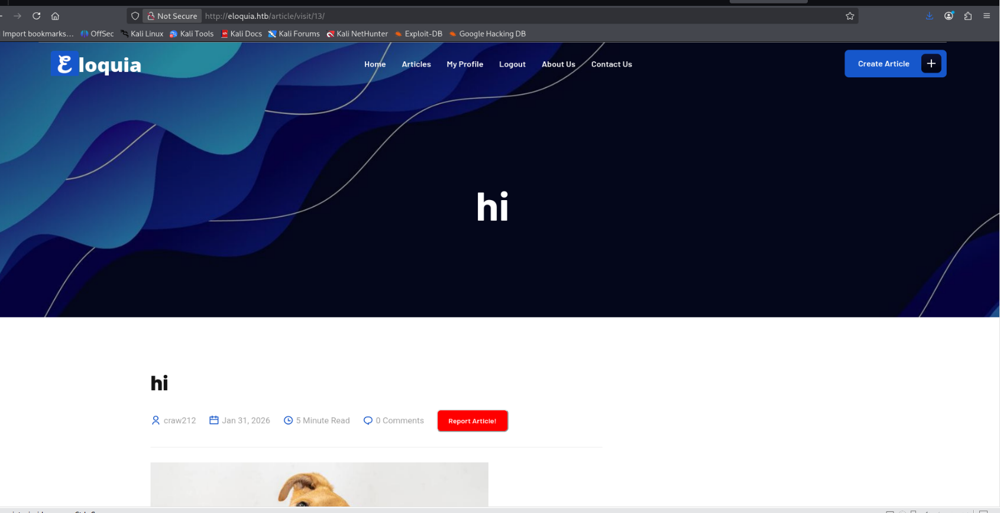 Not Secure http://eloquia.htb/article/visit/13/
Import bookmarks... OffSec Kali Linux Kali Tools Kali Docs Kali Forums Kali NetHunter Exploit-DB Google Hacking DB
Eloquia Home Articles My Profile Logout About Us Contact Us Create Article
hi
hi
craw212 Jan 31, 2026 5 Minute Read 0 Comments Report Article!